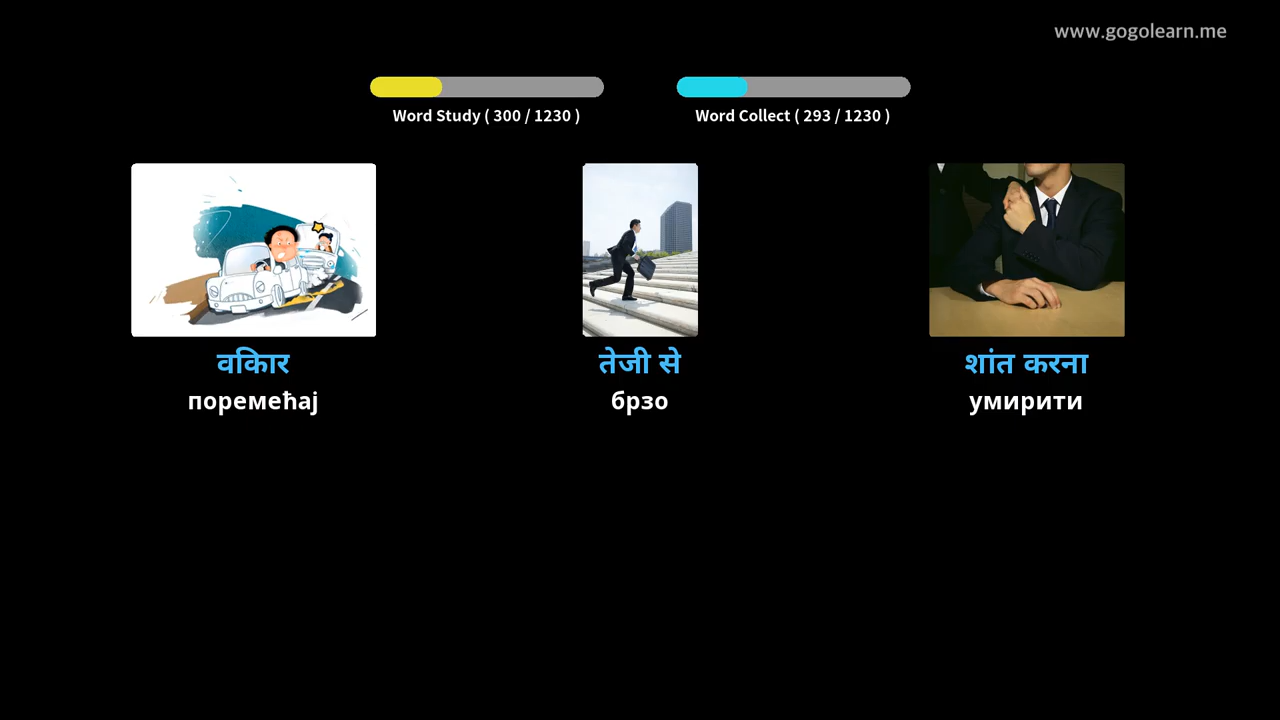 www.gogolearn.me
Word Study ( 300 / 1230 )
Word Collect ( 293 / 1230 )
विकार
तेजी से
शांत करना
поремећај
брзо
умирити